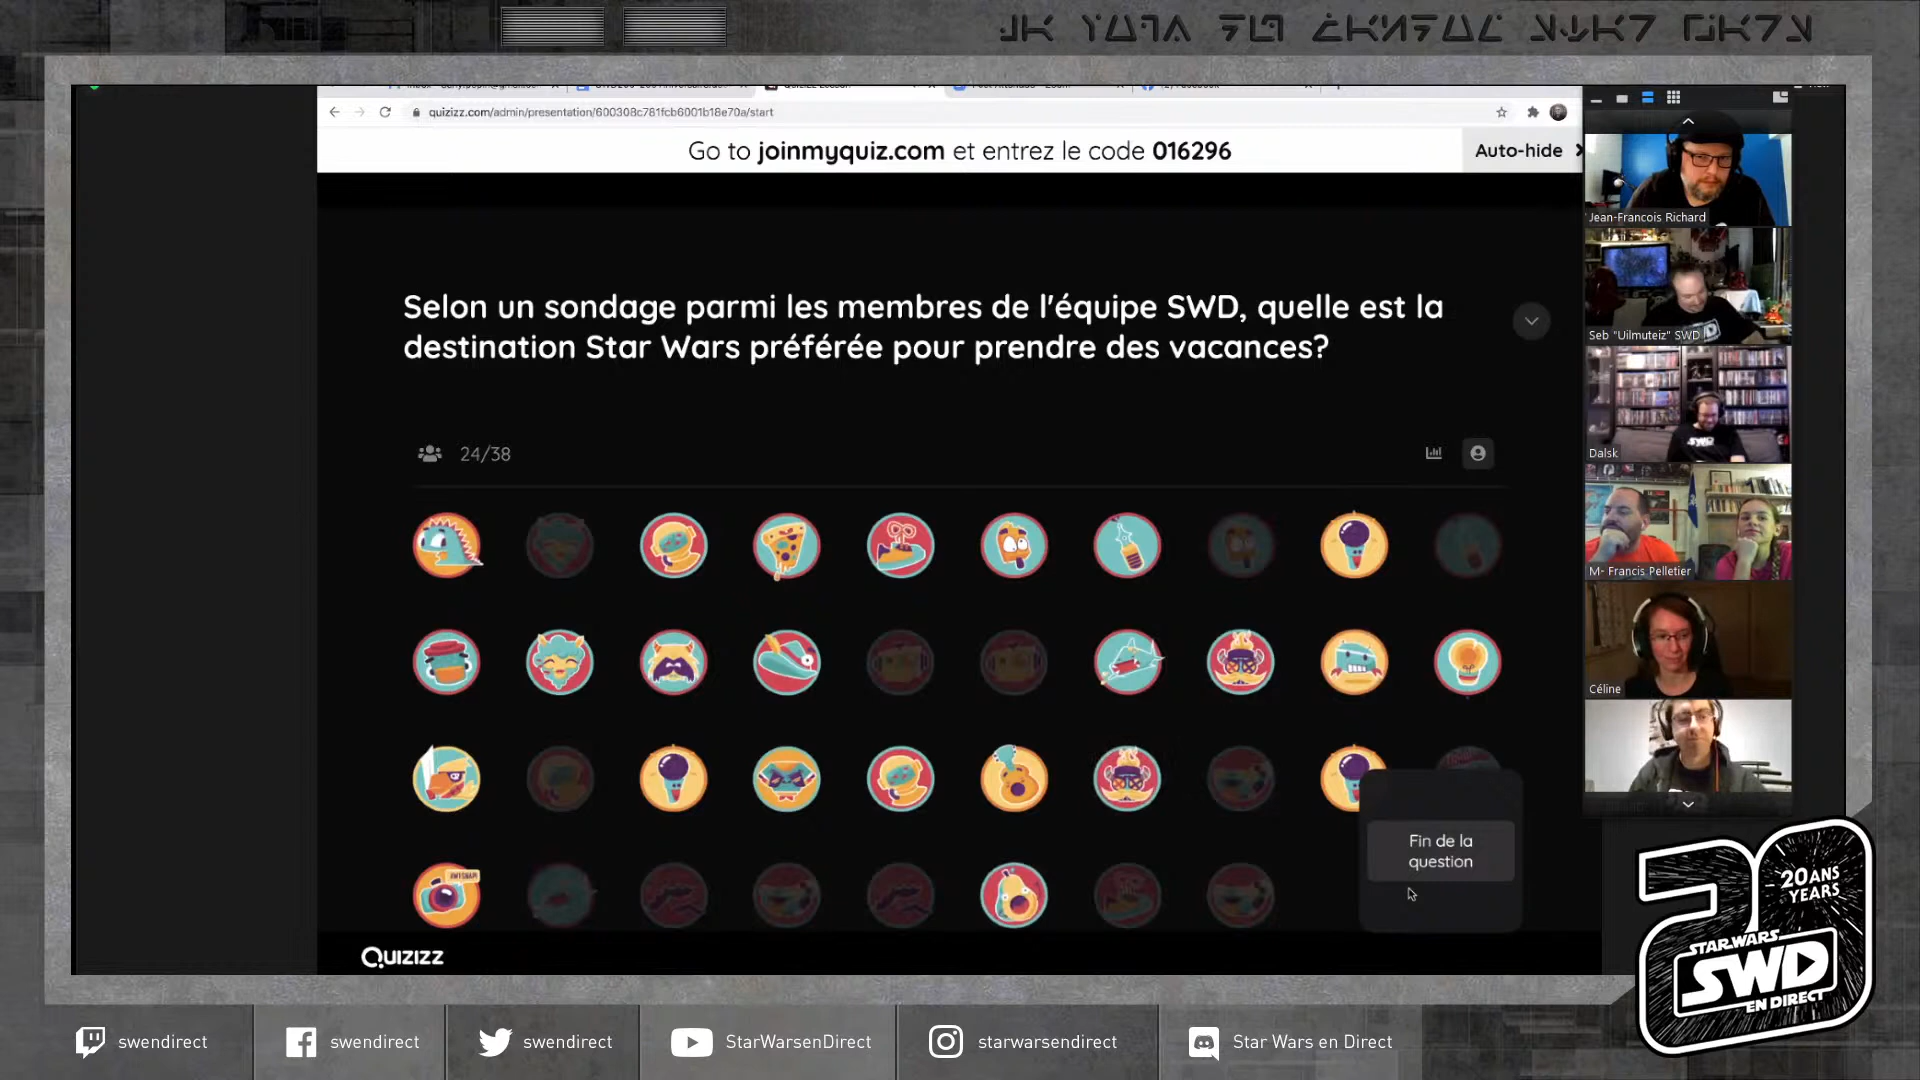 quizizz.com/admin/presentation/600308c781fcb6001b18e70a/start
Go to joinmyquiz.com et entrez le code 016296
Auto-hide
Selon un sondage parmi les membres de l'équipe SWD, quelle est la
destination Star Wars préférée pour prendre des vacances?
24/38
Fin de la
question
Quizizz
Jean-Francois Richard
Seb "Uilmuteiz" SWD
Dalsk
M- Francis Pelletier
Céline
20 ANS
YEARS
STAR WARS
SWD
EN DIRECT
swendirect
swendirect
swendirect
StarWarsenDirect
starwarsendirect
Star Wars en Direct